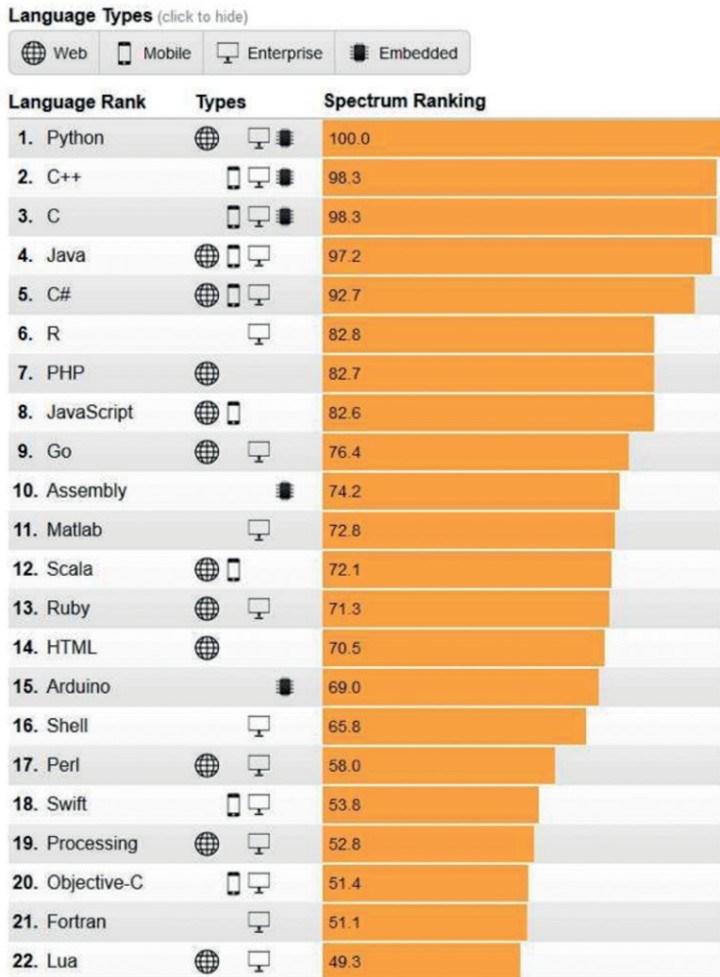 Language Types (click to hide)
Web Mobile Enterprise Embedded
Language Rank Types Spectrum Ranking
1. Python 100.0
2. C++ 98.3
3. C 98.3
4. Java 97.2
5. C# 92.7
6. R 82.8
7. PHP 82.7
8. JavaScript 82.6
9. Go 76.4
10. Assembly 74.2
11. Matlab 72.8
12. Scala 72.1
13. Ruby 71.3
14. HTML 70.5
15. Arduino 69.0
16. Shell 65.8
17. Perl 58.0
18. Swift 53.8
19. Processing 52.8
20. Objective-C 51.4
21. Fortran 51.1
22. Lua 49.3